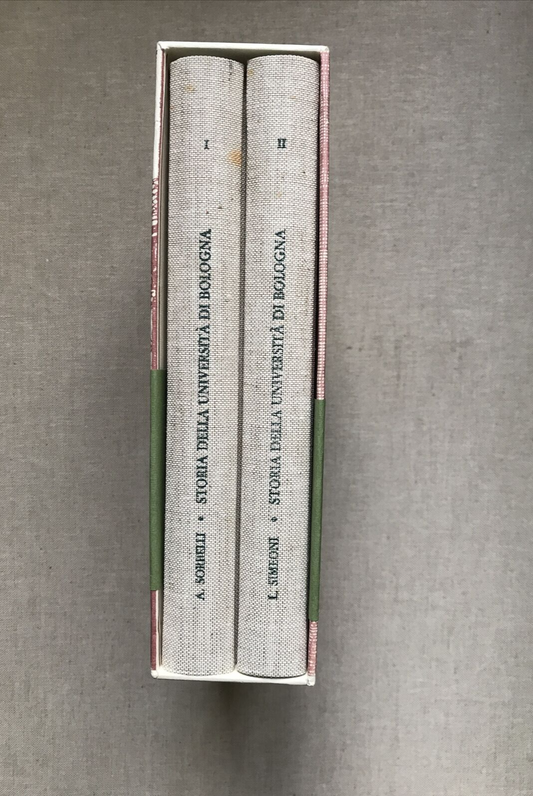 A. SORBELLI * STORIA DELLA UNIVERSITÀ DI BOLOGNA I
L. SIMEONI * STORIA DELLA UNIVERSITÀ DI BOLOGNA II